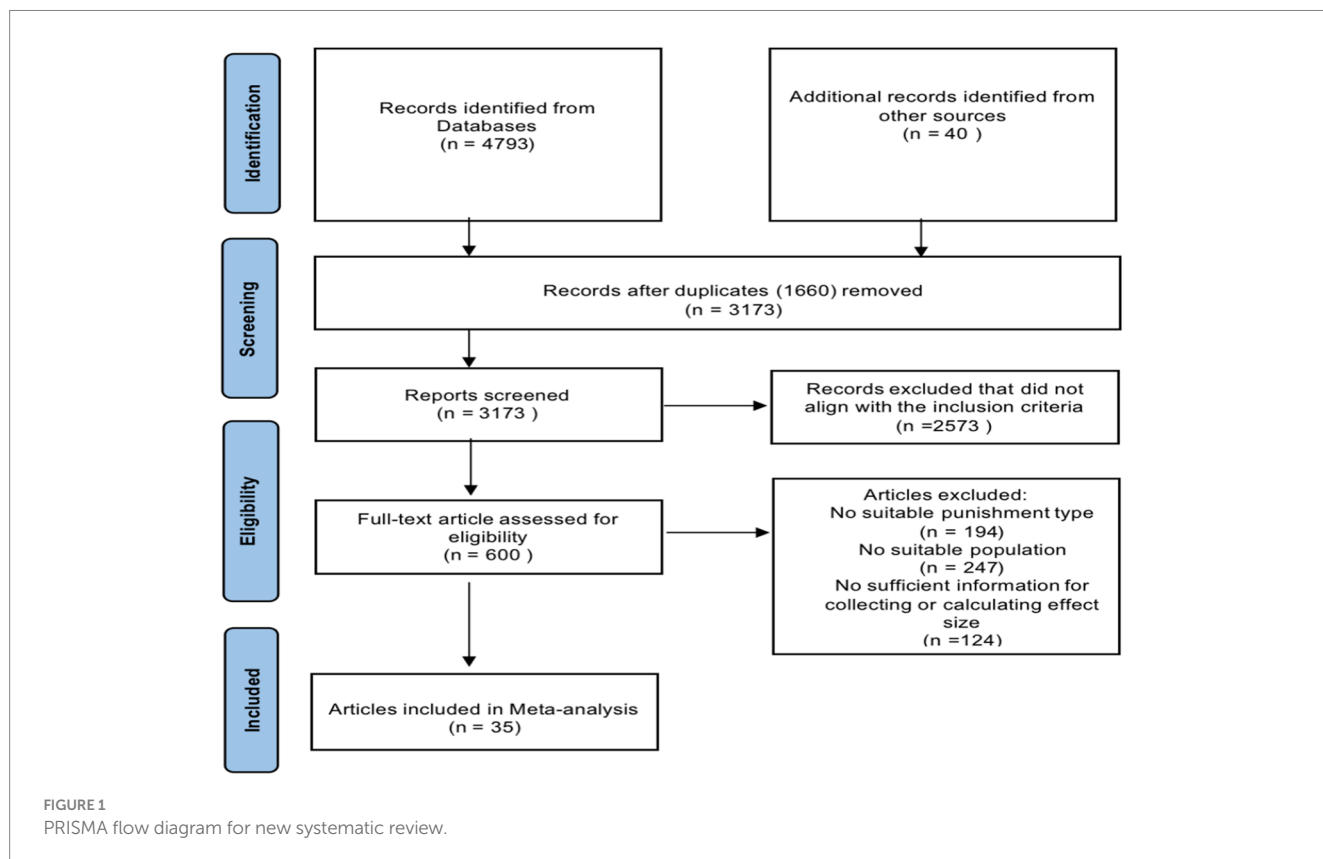 Identification
Records identified from
Databases
(n = 4793)
Additional records identified from
other sources
(n = 40 )
Screening
Records after duplicates (1660) removed
(n = 3173)
Reports screened
(n = 3173 )
Records excluded that did not
align with the inclusion criteria
(n =2573 )
Eligibility
Full-text article assessed for
eligibility
(n = 600 )
Articles excluded:
No suitable punishment type
(n = 194)
No suitable population
(n = 247)
No sufficient information for
collecting or calculating effect
size
(n =124)
Included
Articles included in Meta-analysis
(n = 35)
FIGURE 1
PRISMA flow diagram for new systematic review.